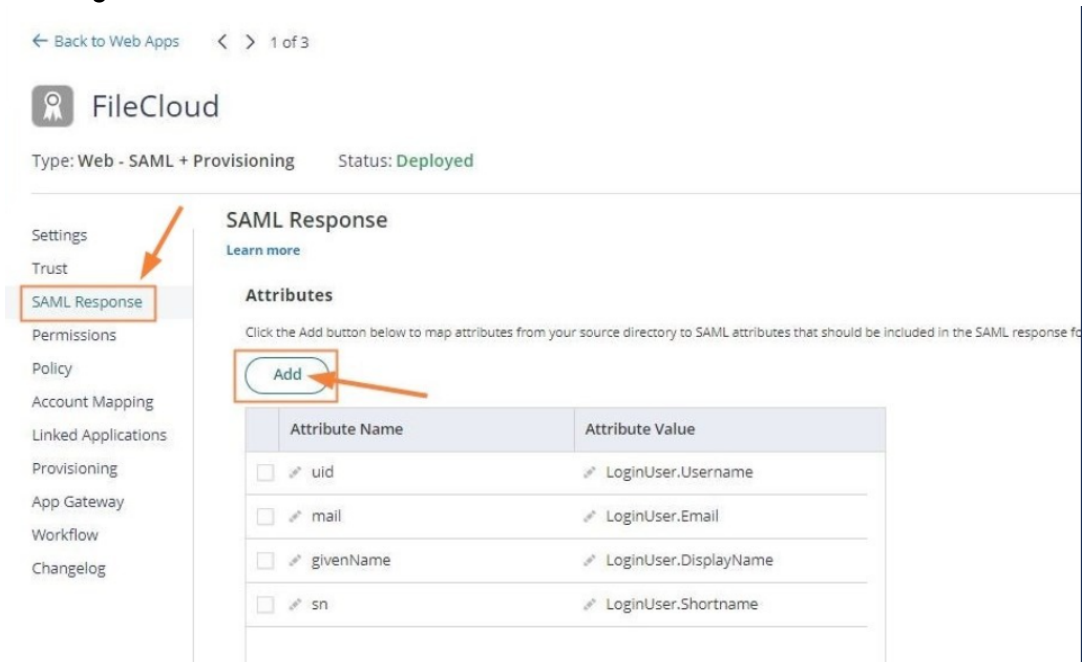 ← Back to Web Apps < > 1 of 3
FileCloud
Type: Web - SAML + Provisioning Status: Deployed
Settings
Trust
SAML Response
Permissions
Policy
Account Mapping
Linked Applications
Provisioning
App Gateway
Workflow
Changelog
SAML Response
Learn more
Attributes
Click the Add button below to map attributes from your source directory to SAML attributes that should be included in the SAML response
Add
Attribute Name Attribute Value
uid LoginUser.Username
mail LoginUser.Email
givenName LoginUser.DisplayName
sn LoginUser.Shortname